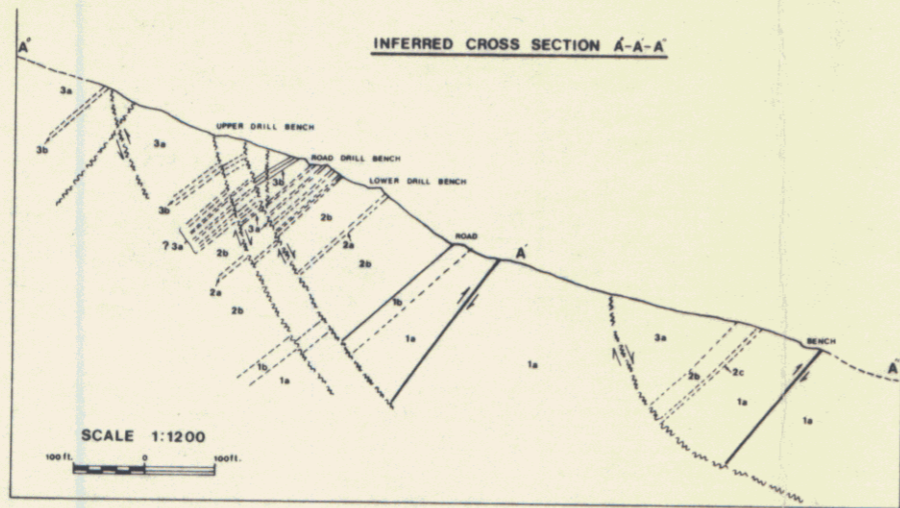 INFERRED CROSS SECTION A"-A'-A"
A"
3a
3b
3a
UPPER DRILL BENCH
ROAD DRILL BENCH
LOWER DRILL BENCH
3b
3b
3a
? 3a
2b
2a
2b
2b
2a
2b
ROAD
A'
1b
1a
1b
1a
1a
3a
2b
2c
1a
BENCH
1a
A
SCALE 1:1200
100 ft. 0 100 ft.